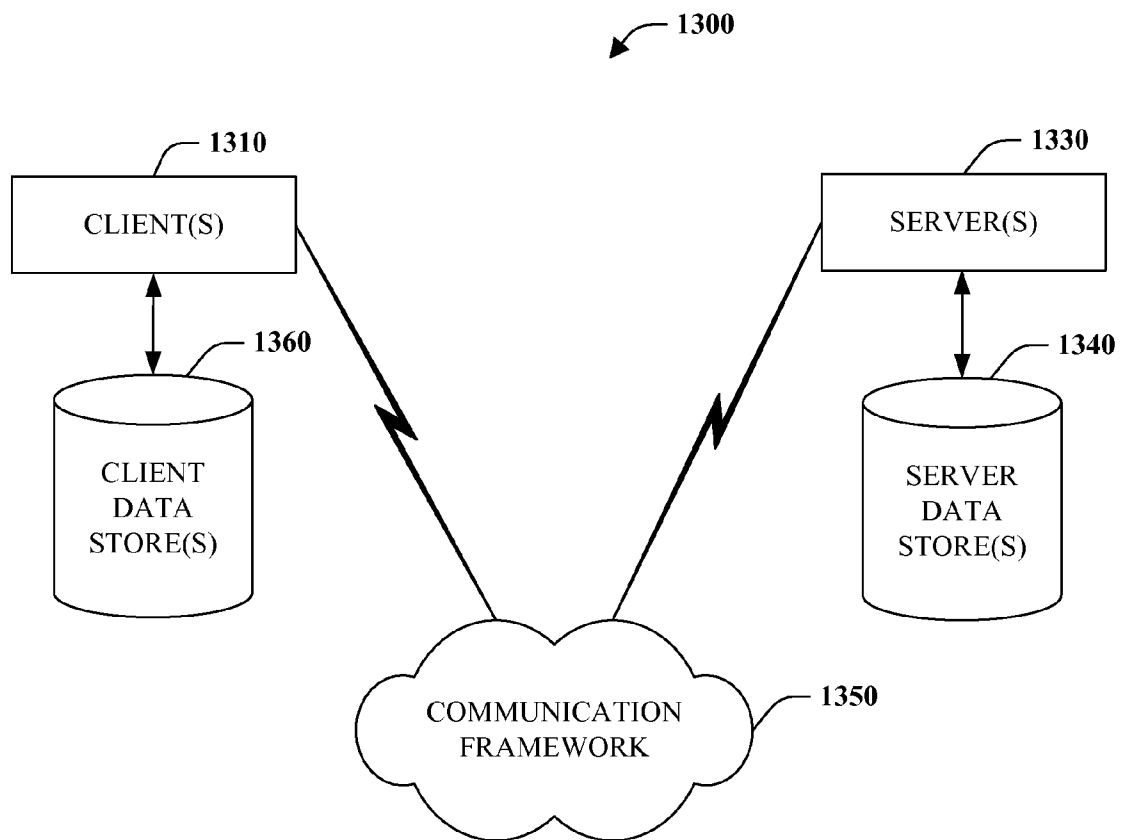 1300
1310
1330
CLIENT(S)
SERVER(S)
1360
1340
CLIENT
DATA
STORE(S)
SERVER
DATA
STORE(S)
COMMUNICATION
FRAMEWORK
1350